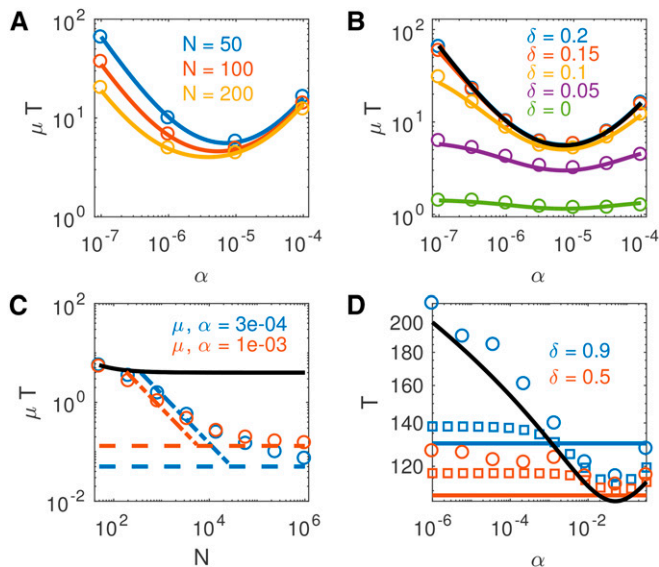 A
10^2
10^1
10^0
μ T
N = 50
N = 100
N = 200
10^-7
10^-6
10^-5
10^-4
α
B
10^2
10^1
10^0
μ T
δ = 0.2
δ = 0.15
δ = 0.1
δ = 0.05
δ = 0
10^-7
10^-6
10^-5
10^-4
α
C
10^2
10^0
10^-2
μ T
μ, α = 3e-04
μ, α = 1e-03
10^2
10^4
10^6
N
D
200
180
160
140
120
T
δ = 0.9
δ = 0.5
10^-6
10^-4
10^-2
α